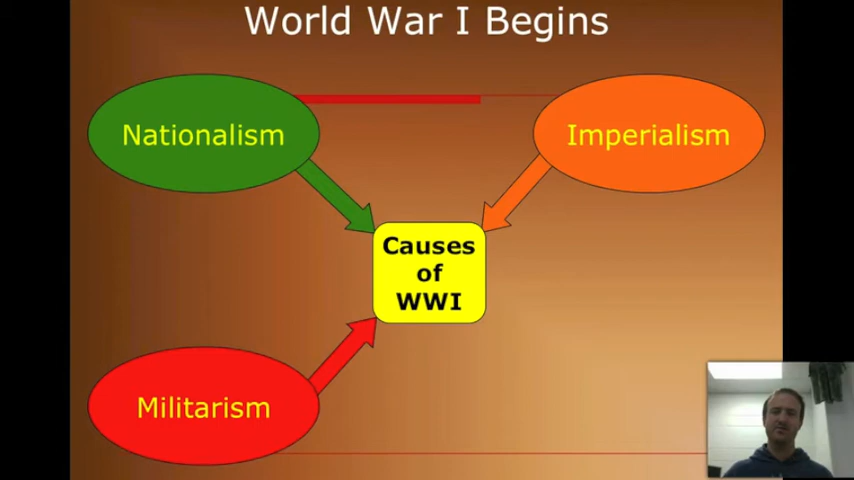 World War I Begins
Nationalism
Imperialism
Causes
of
WWI
Militarism